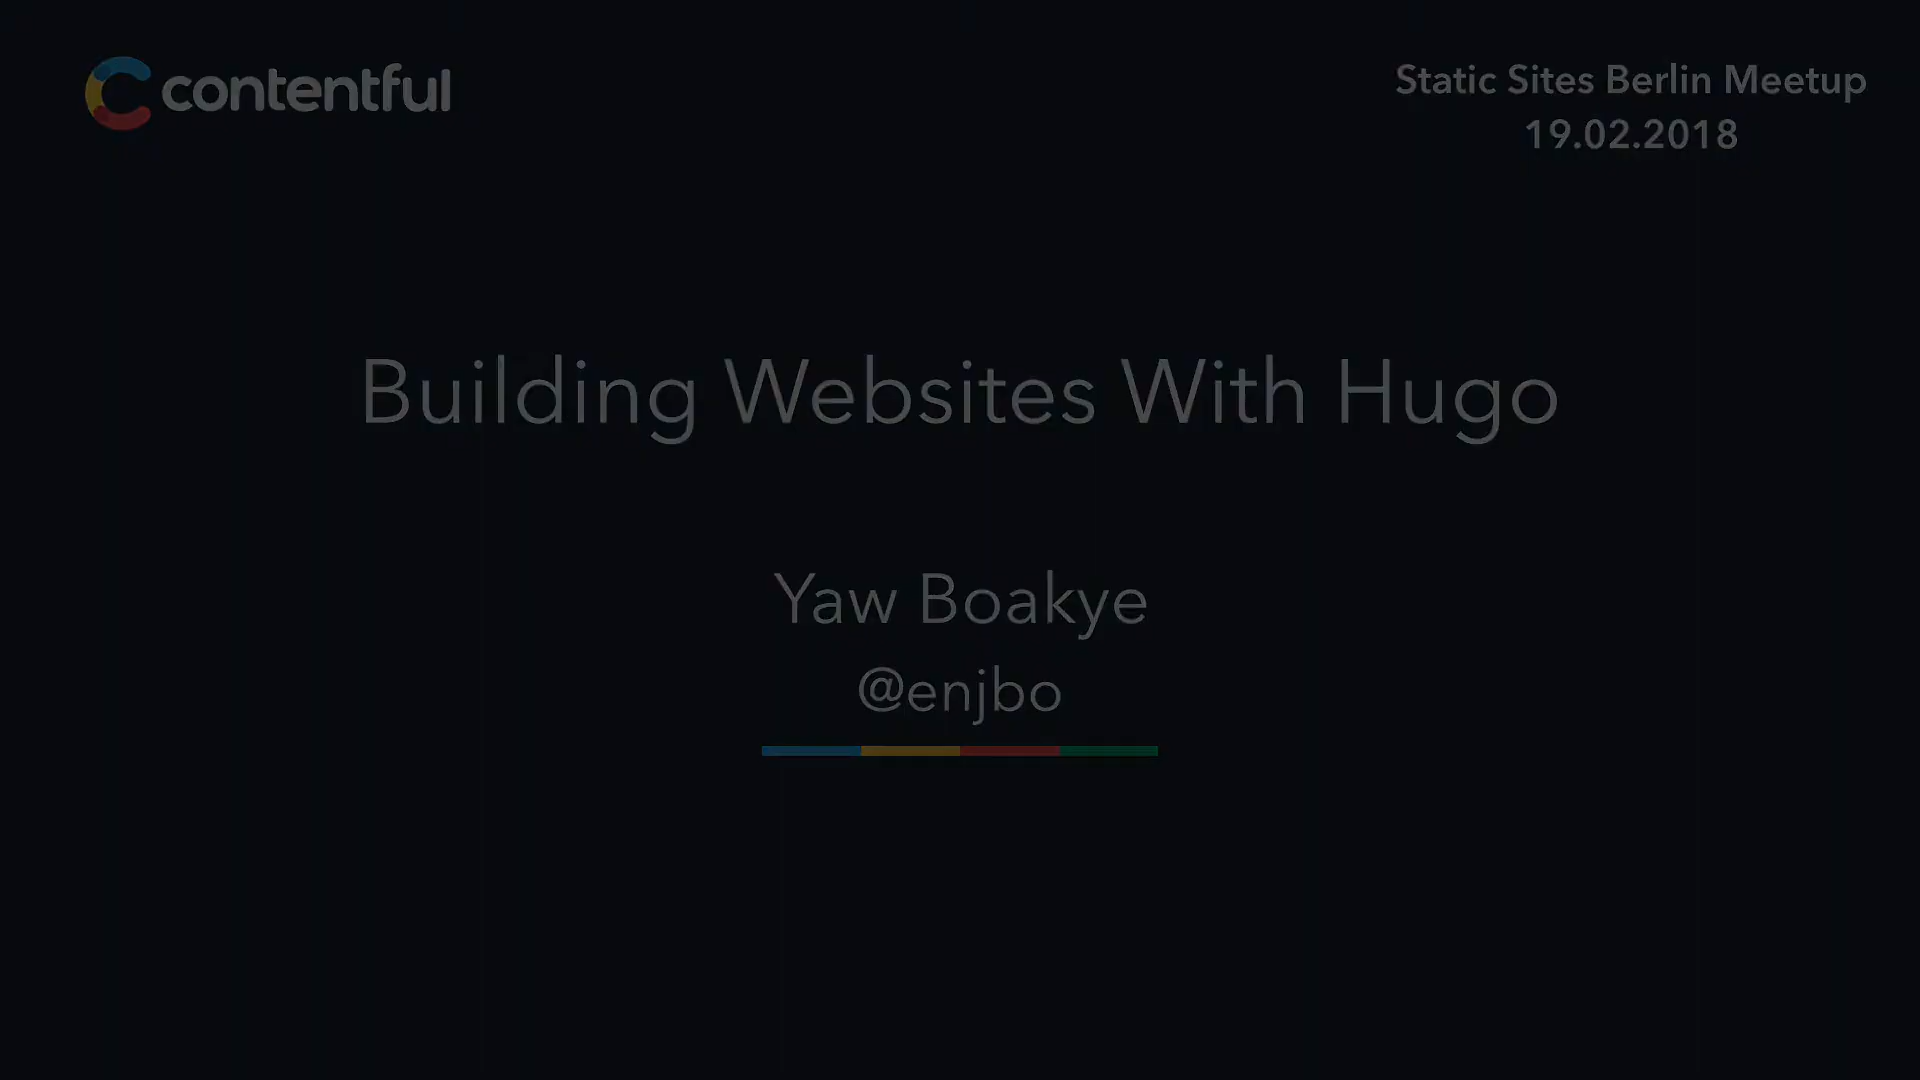 contentful
Static Sites Berlin Meetup
19.02.2018
Building Websites With Hugo
Yaw Boakye
@enjbo